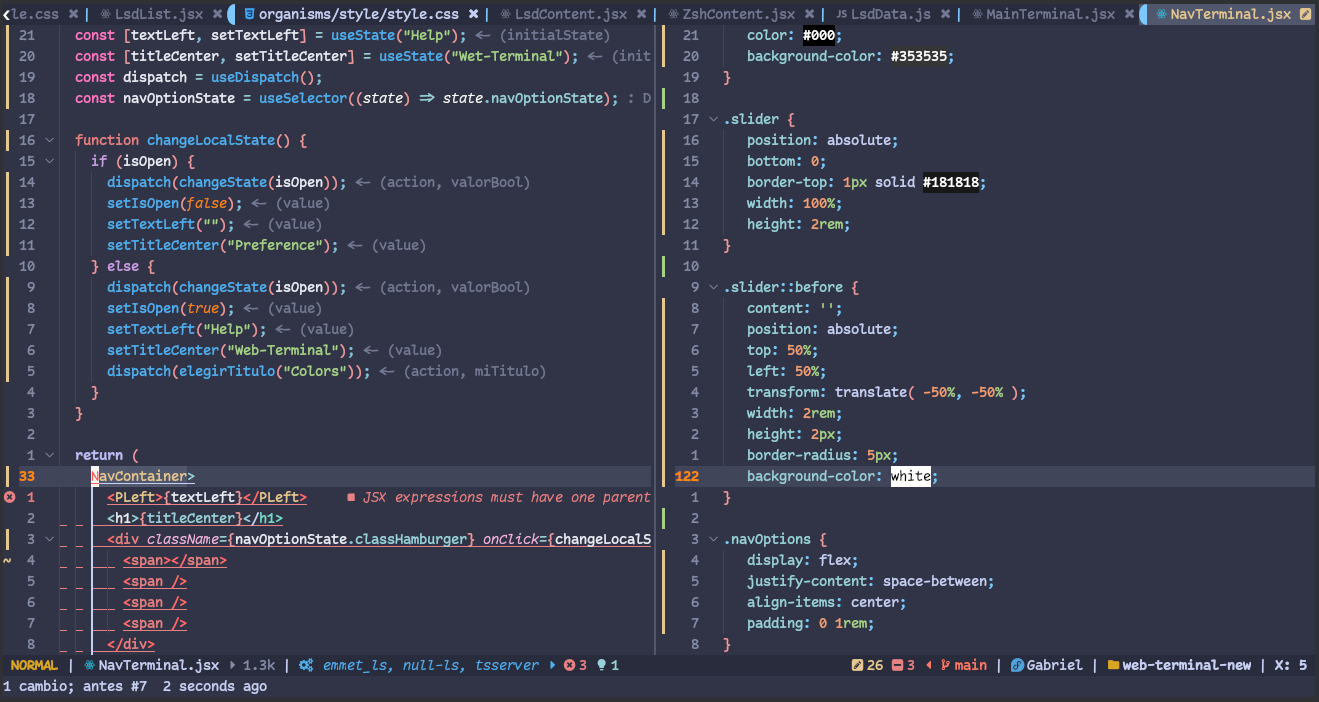 le.css ✖ | LsdList.jsx ✖ organisms/style/style.css ✖ | LsdContent.jsx ✖ | ZshContent.jsx ✖ | JS LsdData.js ✖ | MainTerminal.jsx ✖ NavTerminal.jsx
21 const [textLeft, setTextLeft] = useState("Help"); <- (initialState)
20 const [titleCenter, setTitleCenter] = useState("Wet-Terminal"); <- (init
19 const dispatch = useDispatch();
18 const navOptionState = useSelector((state) => state.navOptionState); : D
17
16 function changeLocalState() {
15 if (isOpen) {
14 dispatch(changeState(isOpen)); <- (action, valorBool)
13 setIsOpen(false); <- (value)
12 setTextLeft(""); <- (value)
11 setTitleCenter("Preference"); <- (value)
10 } else {
9 dispatch(changeState(isOpen)); <- (action, valorBool)
8 setIsOpen(true); <- (value)
7 setTextLeft("Help"); <- (value)
6 setTitleCenter("Web-Terminal"); <- (value)
5 dispatch(elegirTitulo("Colors")); <- (action, miTitulo)
4 }
3 }
2
1 return (
33 NavContainer>
1 <PLeft>{textLeft}</PLeft> ■ JSX expressions must have one parent
2 <h1>{titleCenter}</h1>
3 <div className={navOptionState.classHamburger} onClick={changeLocalS
~ 4 <span></span>
5 <span />
6 <span />
7 <span />
8 </div>
21 color: #000;
20 background-color: #353535;
19 }
18
17 .slider {
16 position: absolute;
15 bottom: 0;
14 border-top: 1px solid #181818;
13 width: 100%;
12 height: 2rem;
11 }
10
9 .slider::before {
8 content: '';
7 position: absolute;
6 top: 50%;
5 left: 50%;
4 transform: translate( -50%, -50% );
3 width: 2rem;
2 height: 2px;
1 border-radius: 5px;
122 background-color: white;
1 }
2
3 .navOptions {
4 display: flex;
5 justify-content: space-between;
6 align-items: center;
7 padding: 0 1rem;
8 }
NORMAL | NavTerminal.jsx 1.3k | emmet_ls, null-ls, tsserver 3 1 26 3 main | Gabriel | web-terminal-new | X: 5
1 cambio; antes #7 2 seconds ago